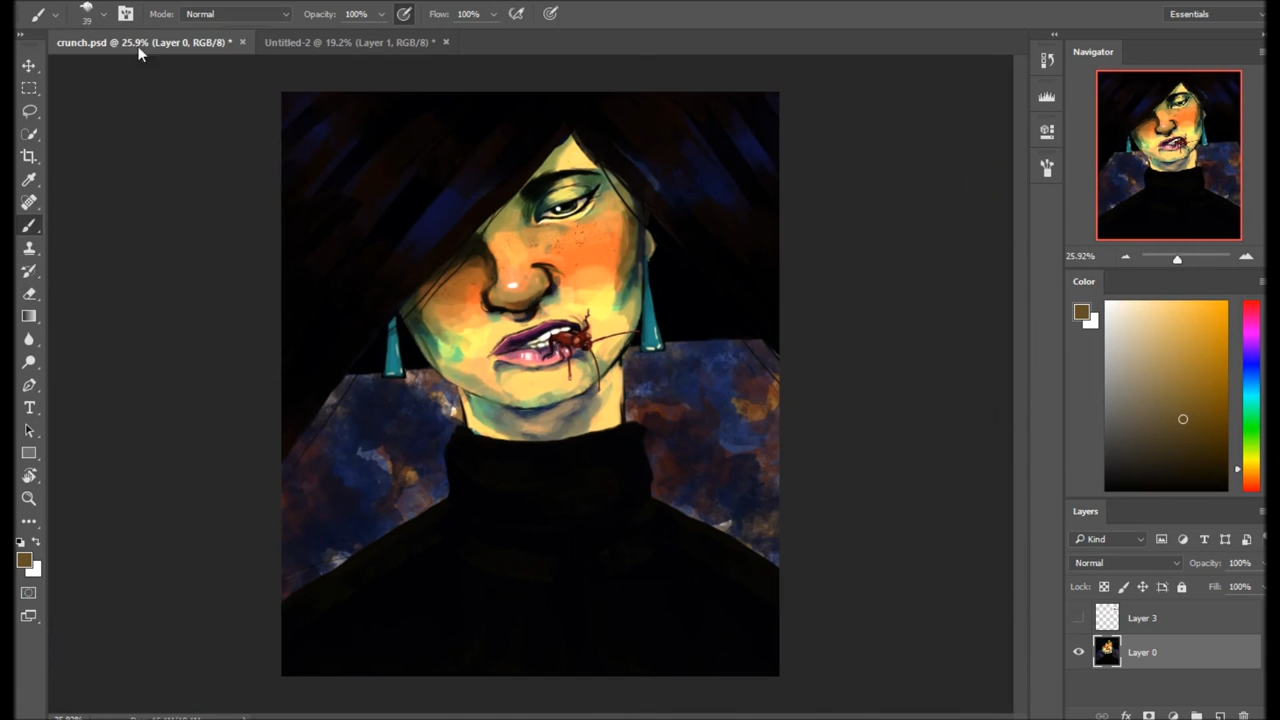 39
Mode: Normal
Opacity: 100%
Flow: 100%
Essentials
crunch.psd @ 25.9% (Layer 0, RGB/8) *
Untitled-2 @ 19.2% (Layer 1, RGB/8) *
Navigator
25.92%
Color
Layers
Kind
Normal
Opacity: 100%
Lock:
Fill: 100%
Layer 3
Layer 0
fx